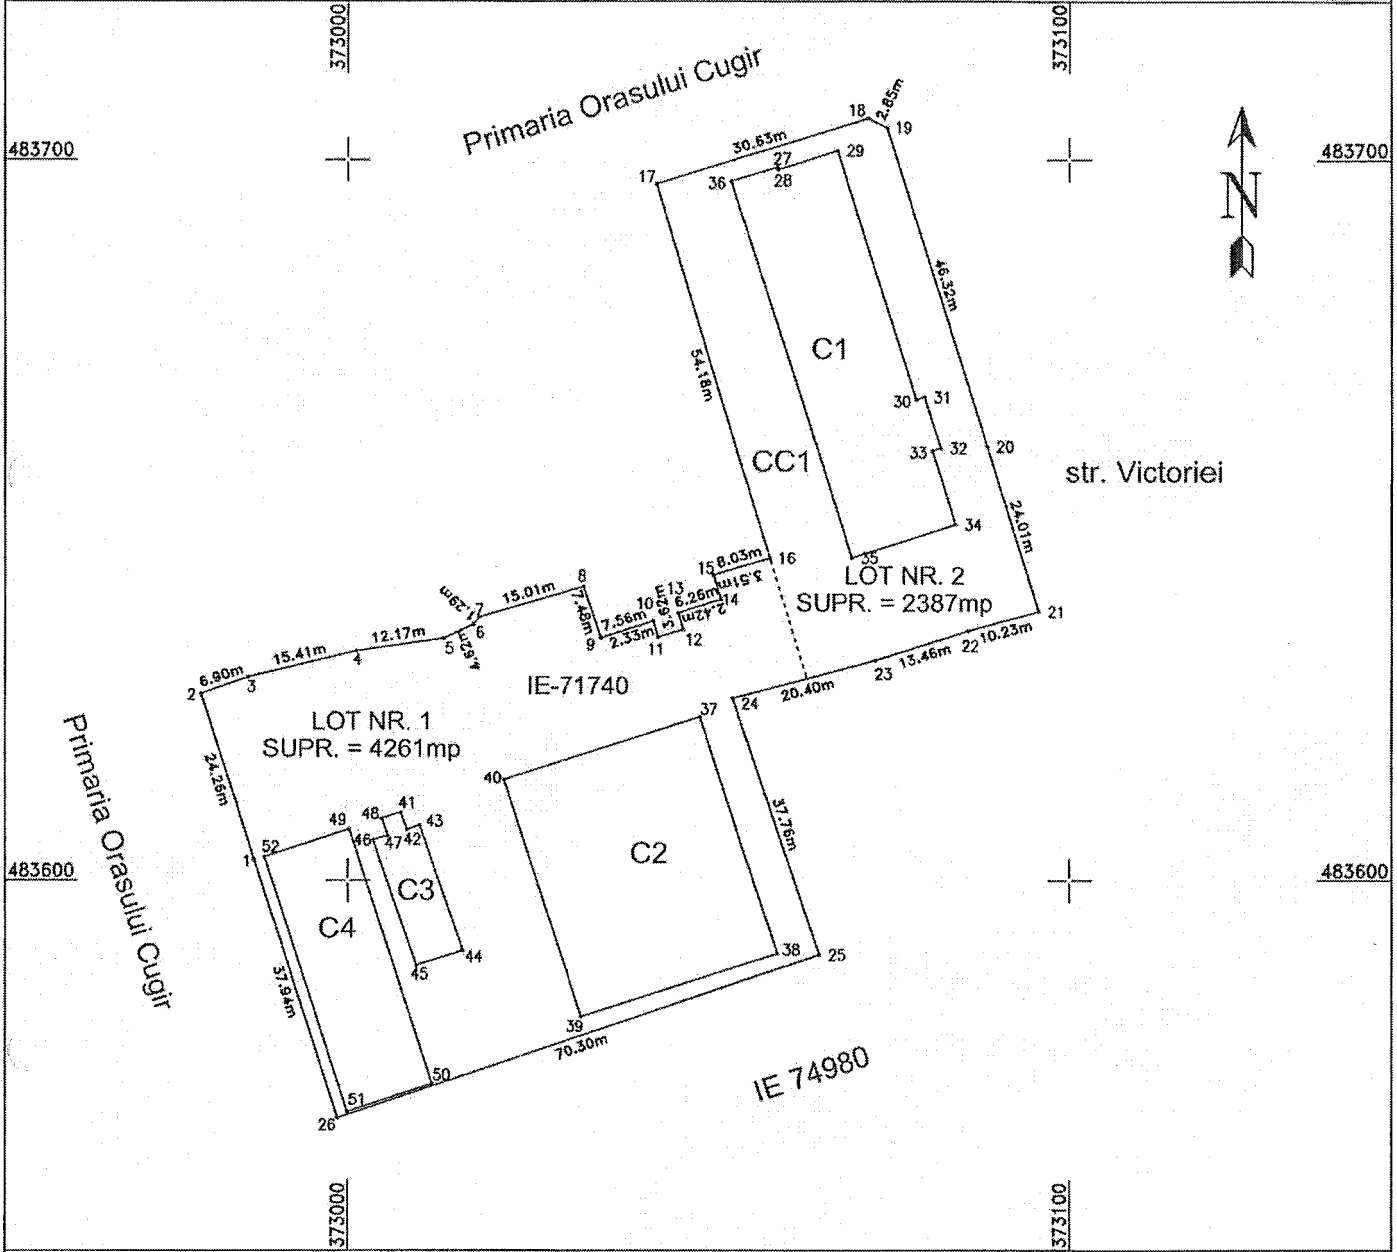 373000
373100
Primaria Orasului Cugir
18
2.85m
19
483700
483700
30.63m
27
29
17
36
28
N
46.32m
C1
54.18m
30
31
CC1
33
32
20
str. Victoriei
24.01m
34
35
16
8.03m
15
3.51m
LOT NR. 2
SUPR. = 2387mp
21
8
15.01m
7
1.29m
13
6.26m
14
10
3.62m
2.42m
7.48m
7.56m
12.17m
5
6
4.62m
9
2.33m
11
12
10.23m
22
13.46m
23
15.41m
4
6.90m
3
2
IE-71740
20.40m
24
37
LOT NR. 1
SUPR. = 4261mp
Primaria Orasului Cugir
24.26m
40
37.76m
41
48
43
49
46
47
42
52
1
C2
483600
483600
C3
C4
38
25
44
45
37.94m
39
70.30m
50
IE 74980
51
26
373000
373100